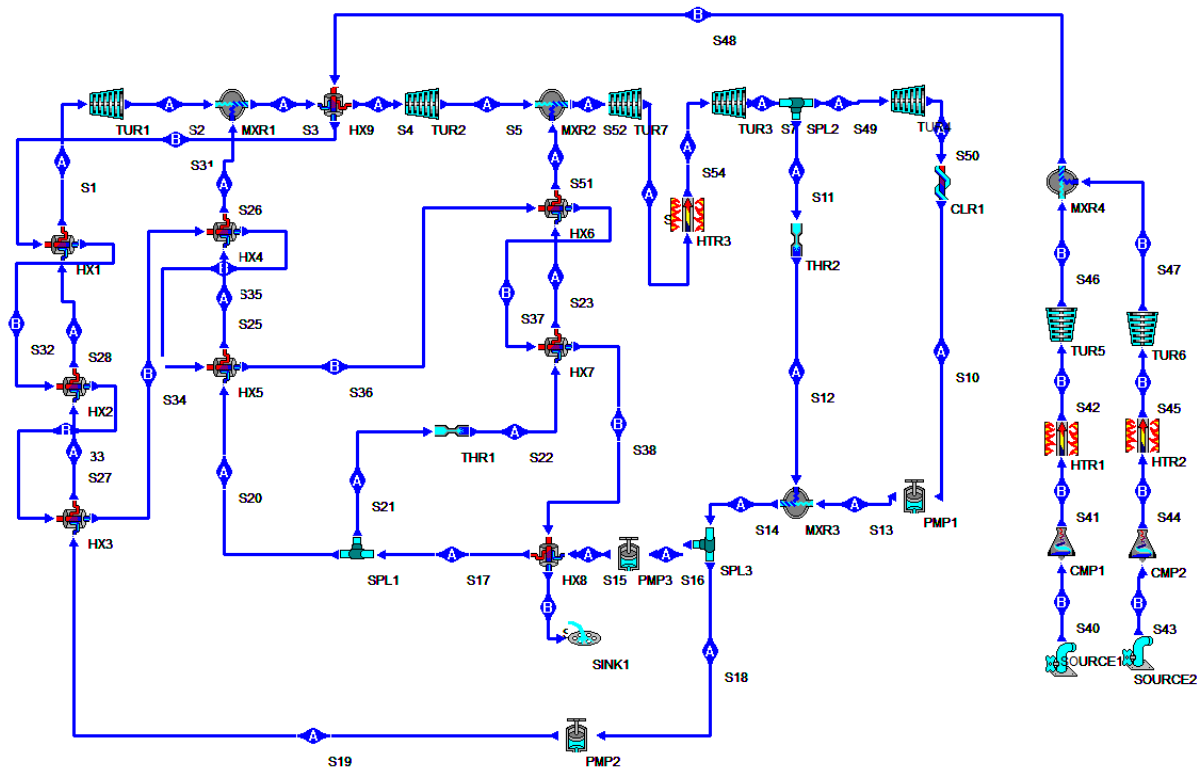 B
S48
A A A A A A A
TUR1 S2 MXR1 S3 HX9 S4 TUR2 S5 MXR2 S52 TUR7 TUR3 S7 SPL2 S49 A
B S31 S50
A A A
S1 S51 S54 S11 CLR1 MXR4
S26 HTR3
HX1 HX4 HX6 THR2 B B
B S46 S47
A S35 A B A
B S25 S37 S23
S32 S28 TUR5 TUR6
HX5 B HX7 A
HX2 S34 S36 A S10 B B
B B S12 S42 S45
A 33 THR1 A S22 B S38
S27 HTR1 HTR2
A A B B
S20 S21 S41 S44
HX3 A A PMP1
S14 MXR3 S13
A A A CMP1 CMP2
SPL1 S17 HX8 S15 PMP3 S16 SPL3 B B
B S40 S43
SINK1 A SOURCE1
S18 SOURCE2
A
S19 PMP2